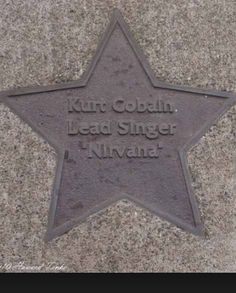 Kurt Cobain
Lead Singer
"Nirvana"